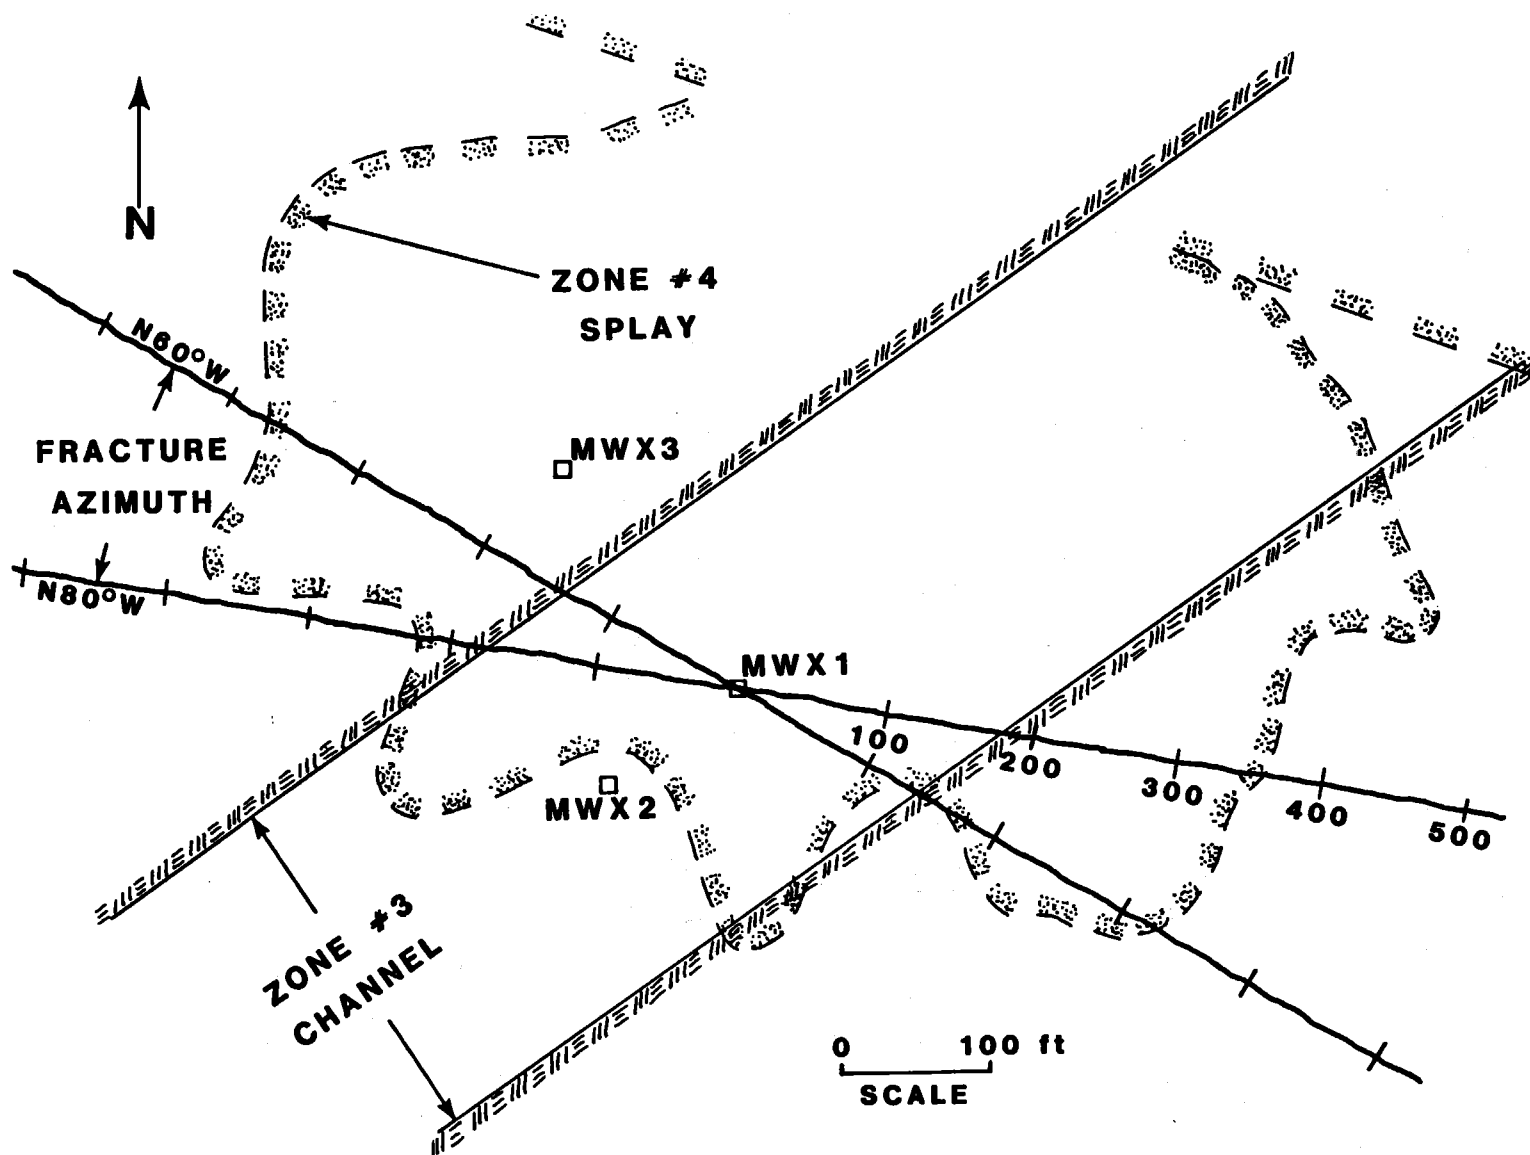 N
ZONE #4
SPLAY
N60°W
MWX3
FRACTURE
AZIMUTH
N80°W
MWX1
100
200
300
400
500
MWX2
ZONE #3
CHANNEL
0 100 ft
SCALE